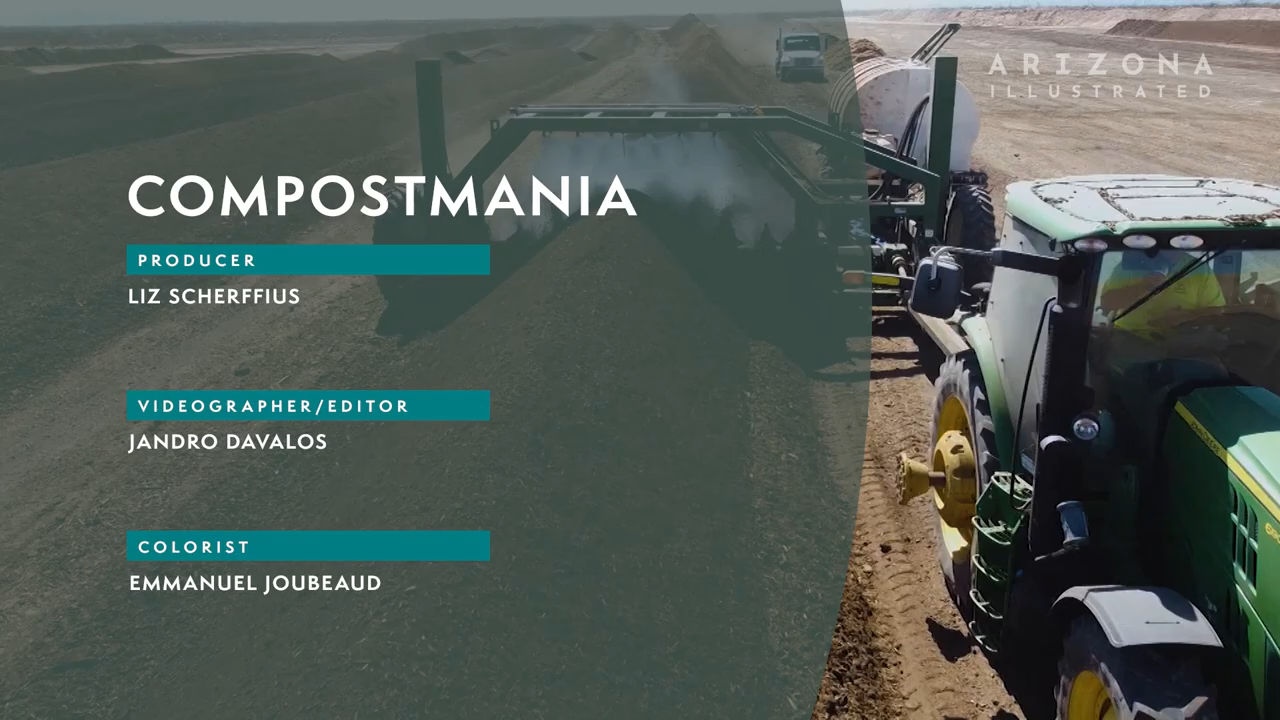 ARIZONA
ILLUSTRATED
COMPOSTMANIA
PRODUCER
LIZ SCHERFFIUS
VIDEOGRAPHER/EDITOR
JANDRO DAVALOS
COLORIST
EMMANUEL JOUBEAUD